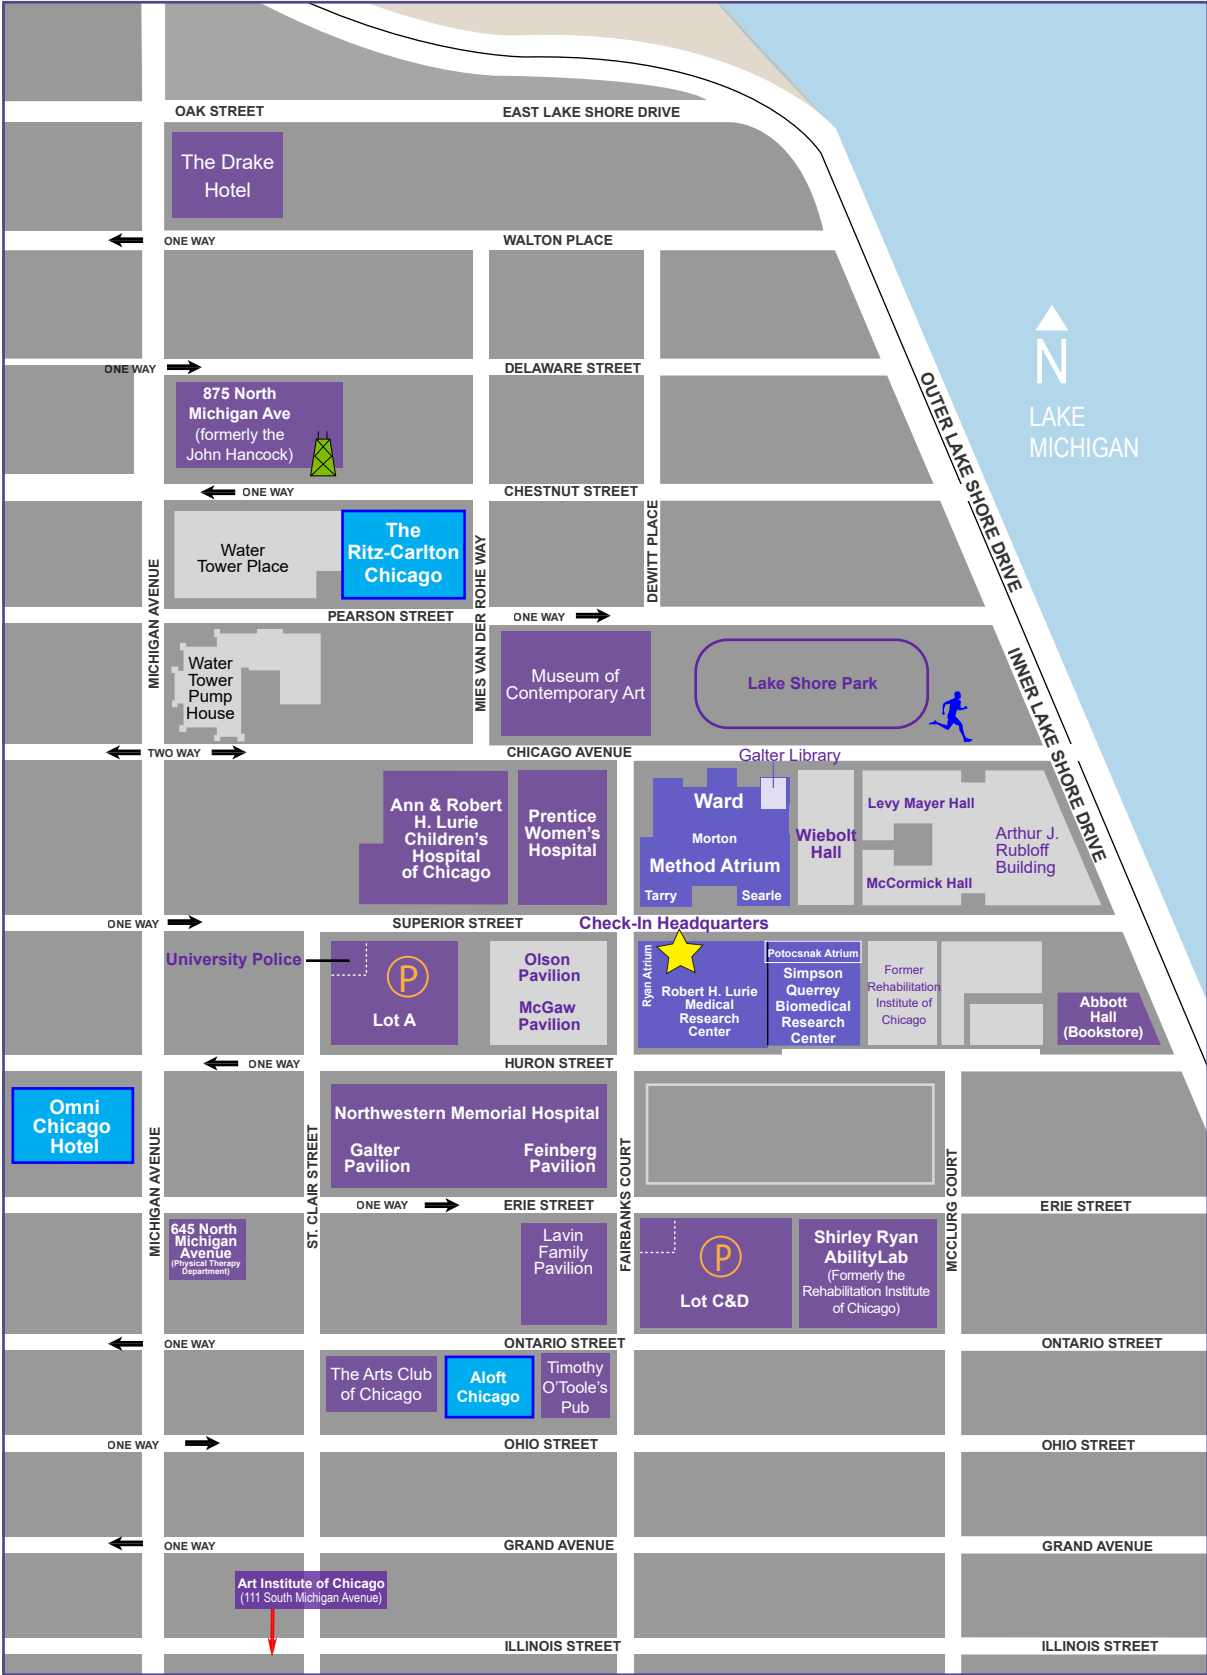 OAK STREET
EAST LAKE SHORE DRIVE
The Drake
Hotel
ONE WAY
WALTON PLACE
ONE WAY
DELAWARE STREET
875 North
Michigan Ave
(formerly the
John Hancock)
OUTER LAKE SHORE DRIVE
N
LAKE
MICHIGAN
ONE WAY
CHESTNUT STREET
Water
Tower Place
The
Ritz-Carlton
Chicago
MICHIGAN AVENUE
MIES VAN DER ROHE WAY
DEWITT PLACE
PEARSON STREET
ONE WAY
Water
Tower
Pump
House
Museum of
Contemporary Art
Lake Shore Park
INNER LAKE SHORE DRIVE
TWO WAY
CHICAGO AVENUE
Galter Library
Ann & Robert
H. Lurie
Children's
Hospital
of Chicago
Prentice
Women's
Hospital
Ward
Morton
Method Atrium
Tarry
Searle
Wiebolt
Hall
Levy Mayer Hall
McCormick Hall
Arthur J.
Rubloff
Building
ONE WAY
SUPERIOR STREET
Check-In Headquarters
University Police
P
Lot A
Olson
Pavilion
McGaw
Pavilion
Ryan Atrium
Robert H. Lurie
Medical
Research
Center
Potocsnak Atrium
Simpson
Querrey
Biomedical
Research
Center
Former
Rehabilitation
Institute of
Chicago
Abbott
Hall
(Bookstore)
ONE WAY
HURON STREET
Omni
Chicago
Hotel
MICHIGAN AVENUE
ST. CLAIR STREET
Northwestern Memorial Hospital
Galter
Pavilion
Feinberg
Pavilion
FAIRBANKS COURT
MCCLURG COURT
ONE WAY
ERIE STREET
ERIE STREET
645 North
Michigan
Avenue
(Physical Therapy
Department)
Lavin
Family
Pavilion
P
Lot C&D
Shirley Ryan
AbilityLab
(Formerly the
Rehabilitation Institute
of Chicago)
ONE WAY
ONTARIO STREET
ONTARIO STREET
The Arts Club
of Chicago
Aloft
Chicago
Timothy
O'Toole's
Pub
ONE WAY
OHIO STREET
OHIO STREET
ONE WAY
GRAND AVENUE
GRAND AVENUE
Art Institute of Chicago
(111 South Michigan Avenue)
ILLINOIS STREET
ILLINOIS STREET